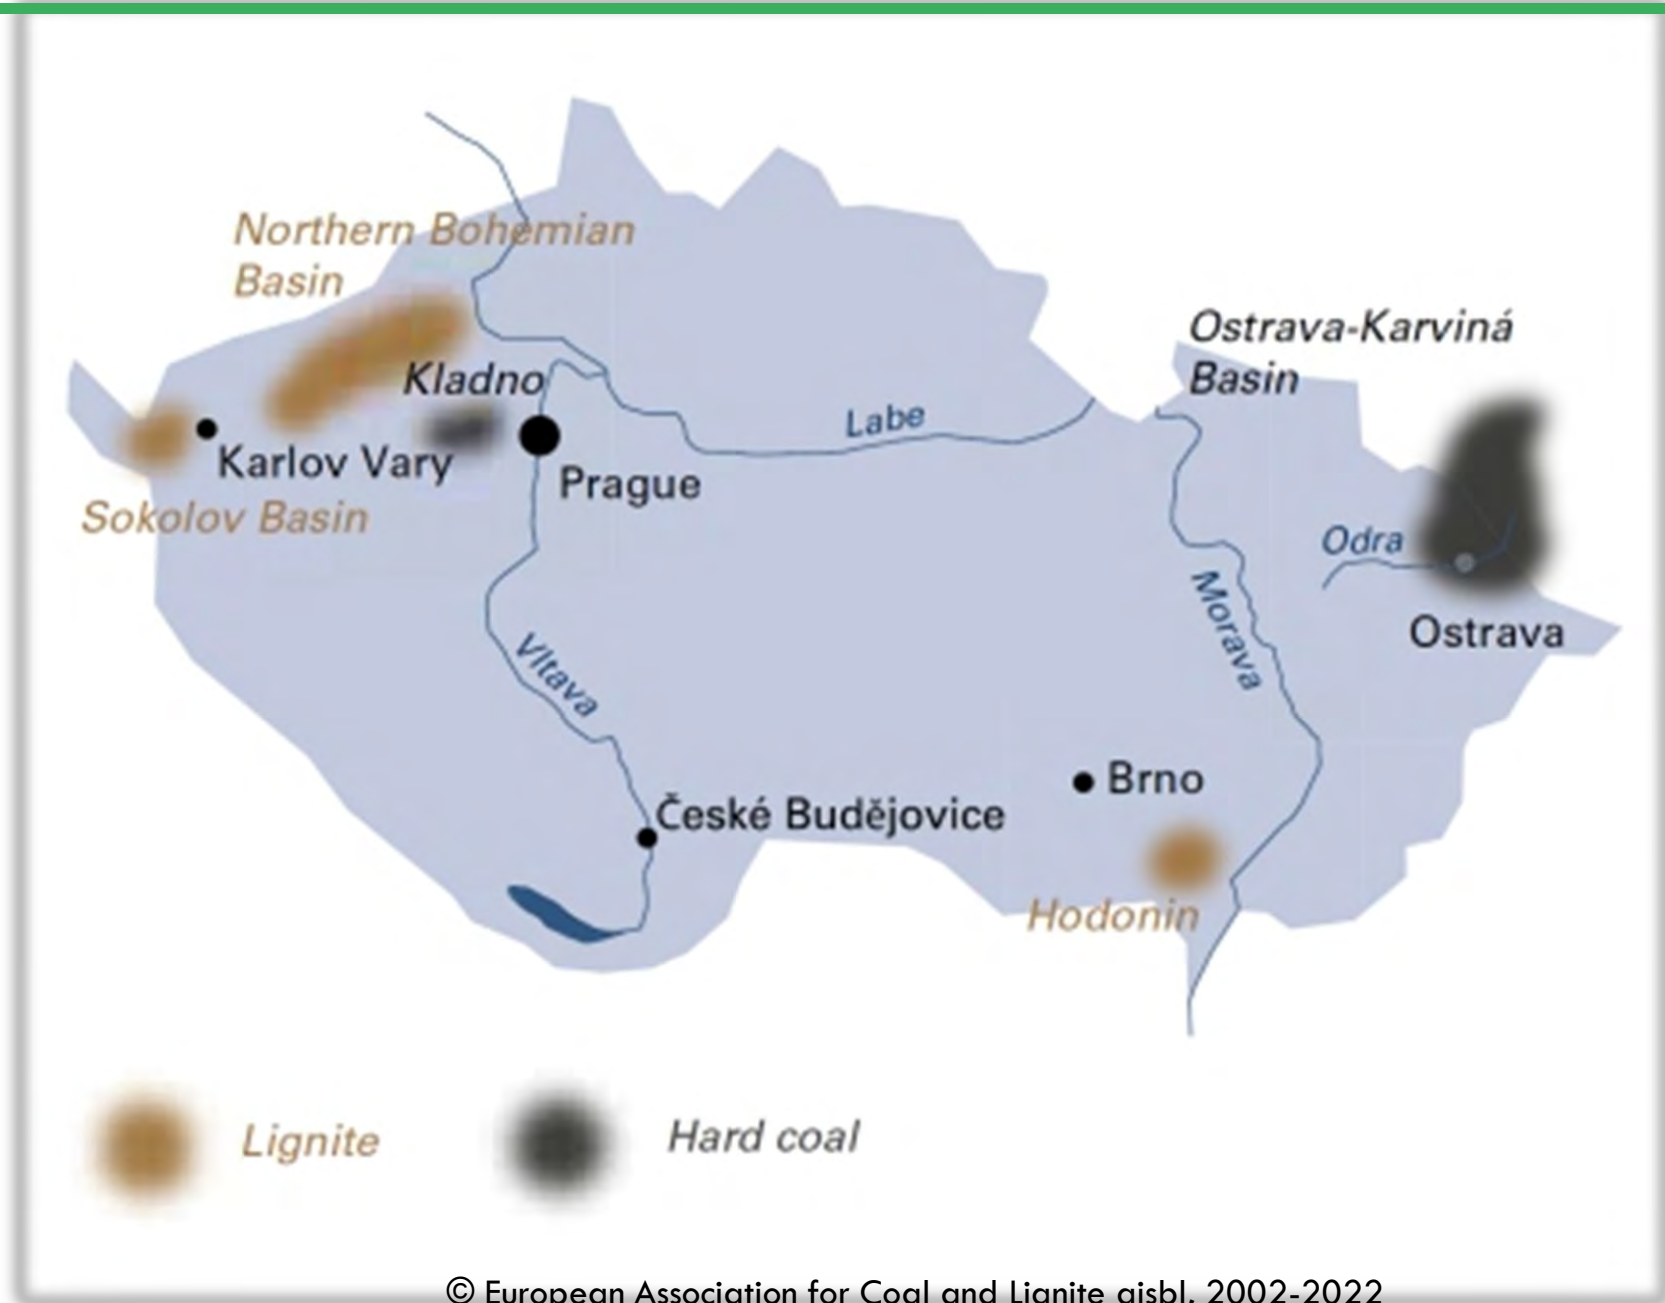 Northern Bohemian
Basin
Ostrava-Karviná
Basin
Kladno
Labe
Karlov Vary
Prague
Sokolov Basin
Odra
Morava
Ostrava
Vltava
Brno
České Budějovice
Hodonin
Lignite
Hard coal
© European Association for Coal and Lignite aisbl, 2002-2022